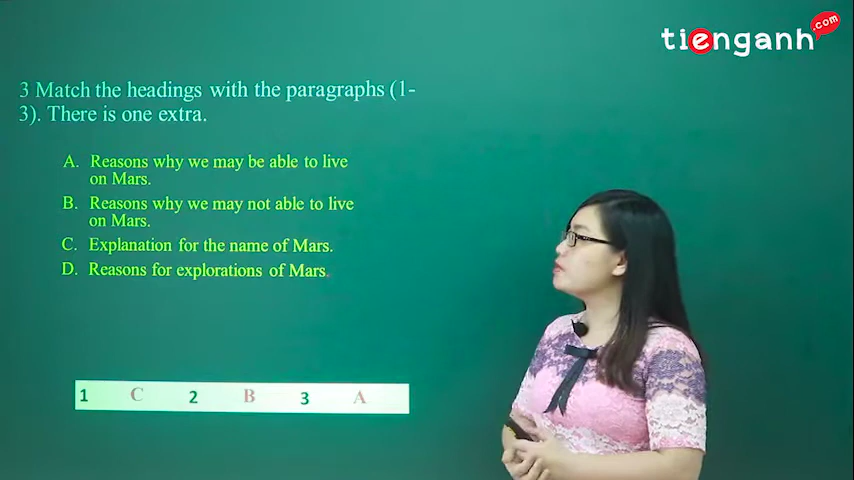 tienganh.com
3 Match the headings with the paragraphs (1-
3). There is one extra.
A. Reasons why we may be able to live
on Mars.
B. Reasons why we may not able to live
on Mars.
C. Explanation for the name of Mars.
D. Reasons for explorations of Mars.
1 C 2 B 3 A